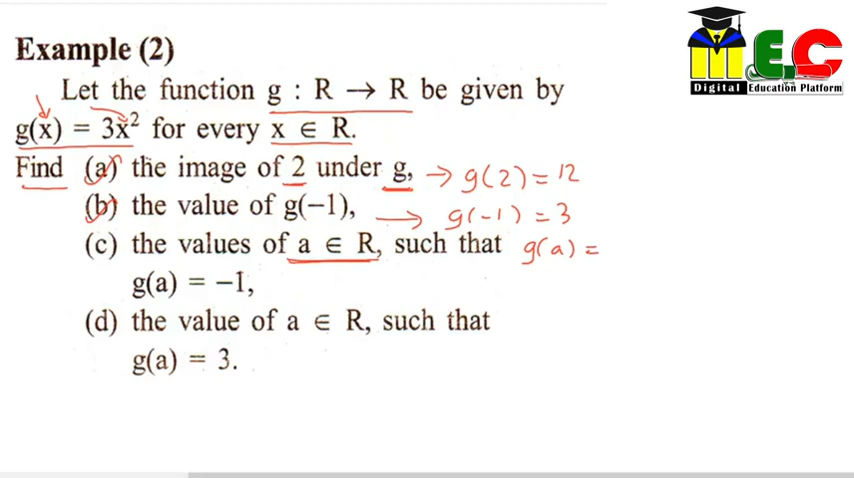 MEC
Digital Education Platform
Example (2)
Let the function g : R → R be given by
g(x) = 3x² for every x ∈ R.
Find (a) the image of 2 under g, → g(2) = 12
(b) the value of g(−1), → g(-1) = 3
(c) the values of a ∈ R, such that g(a) =
g(a) = −1,
(d) the value of a ∈ R, such that
g(a) = 3.